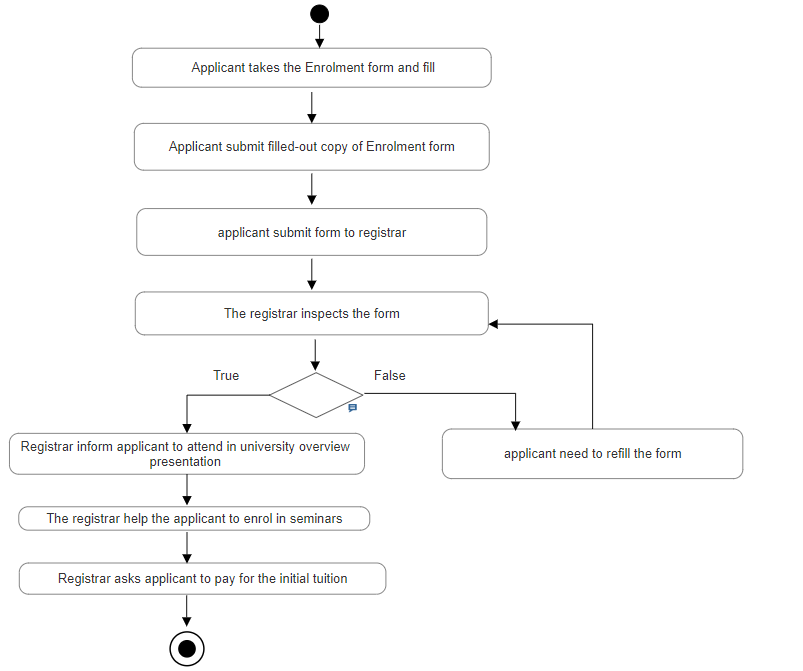 Applicant takes the Enrolment form and fill
Applicant submit filled-out copy of Enrolment form
applicant submit form to registrar
The registrar inspects the form
True
False
Registrar inform applicant to attend in university overview
presentation
applicant need to refill the form
The registrar help the applicant to enrol in seminars
Registrar asks applicant to pay for the initial tuition